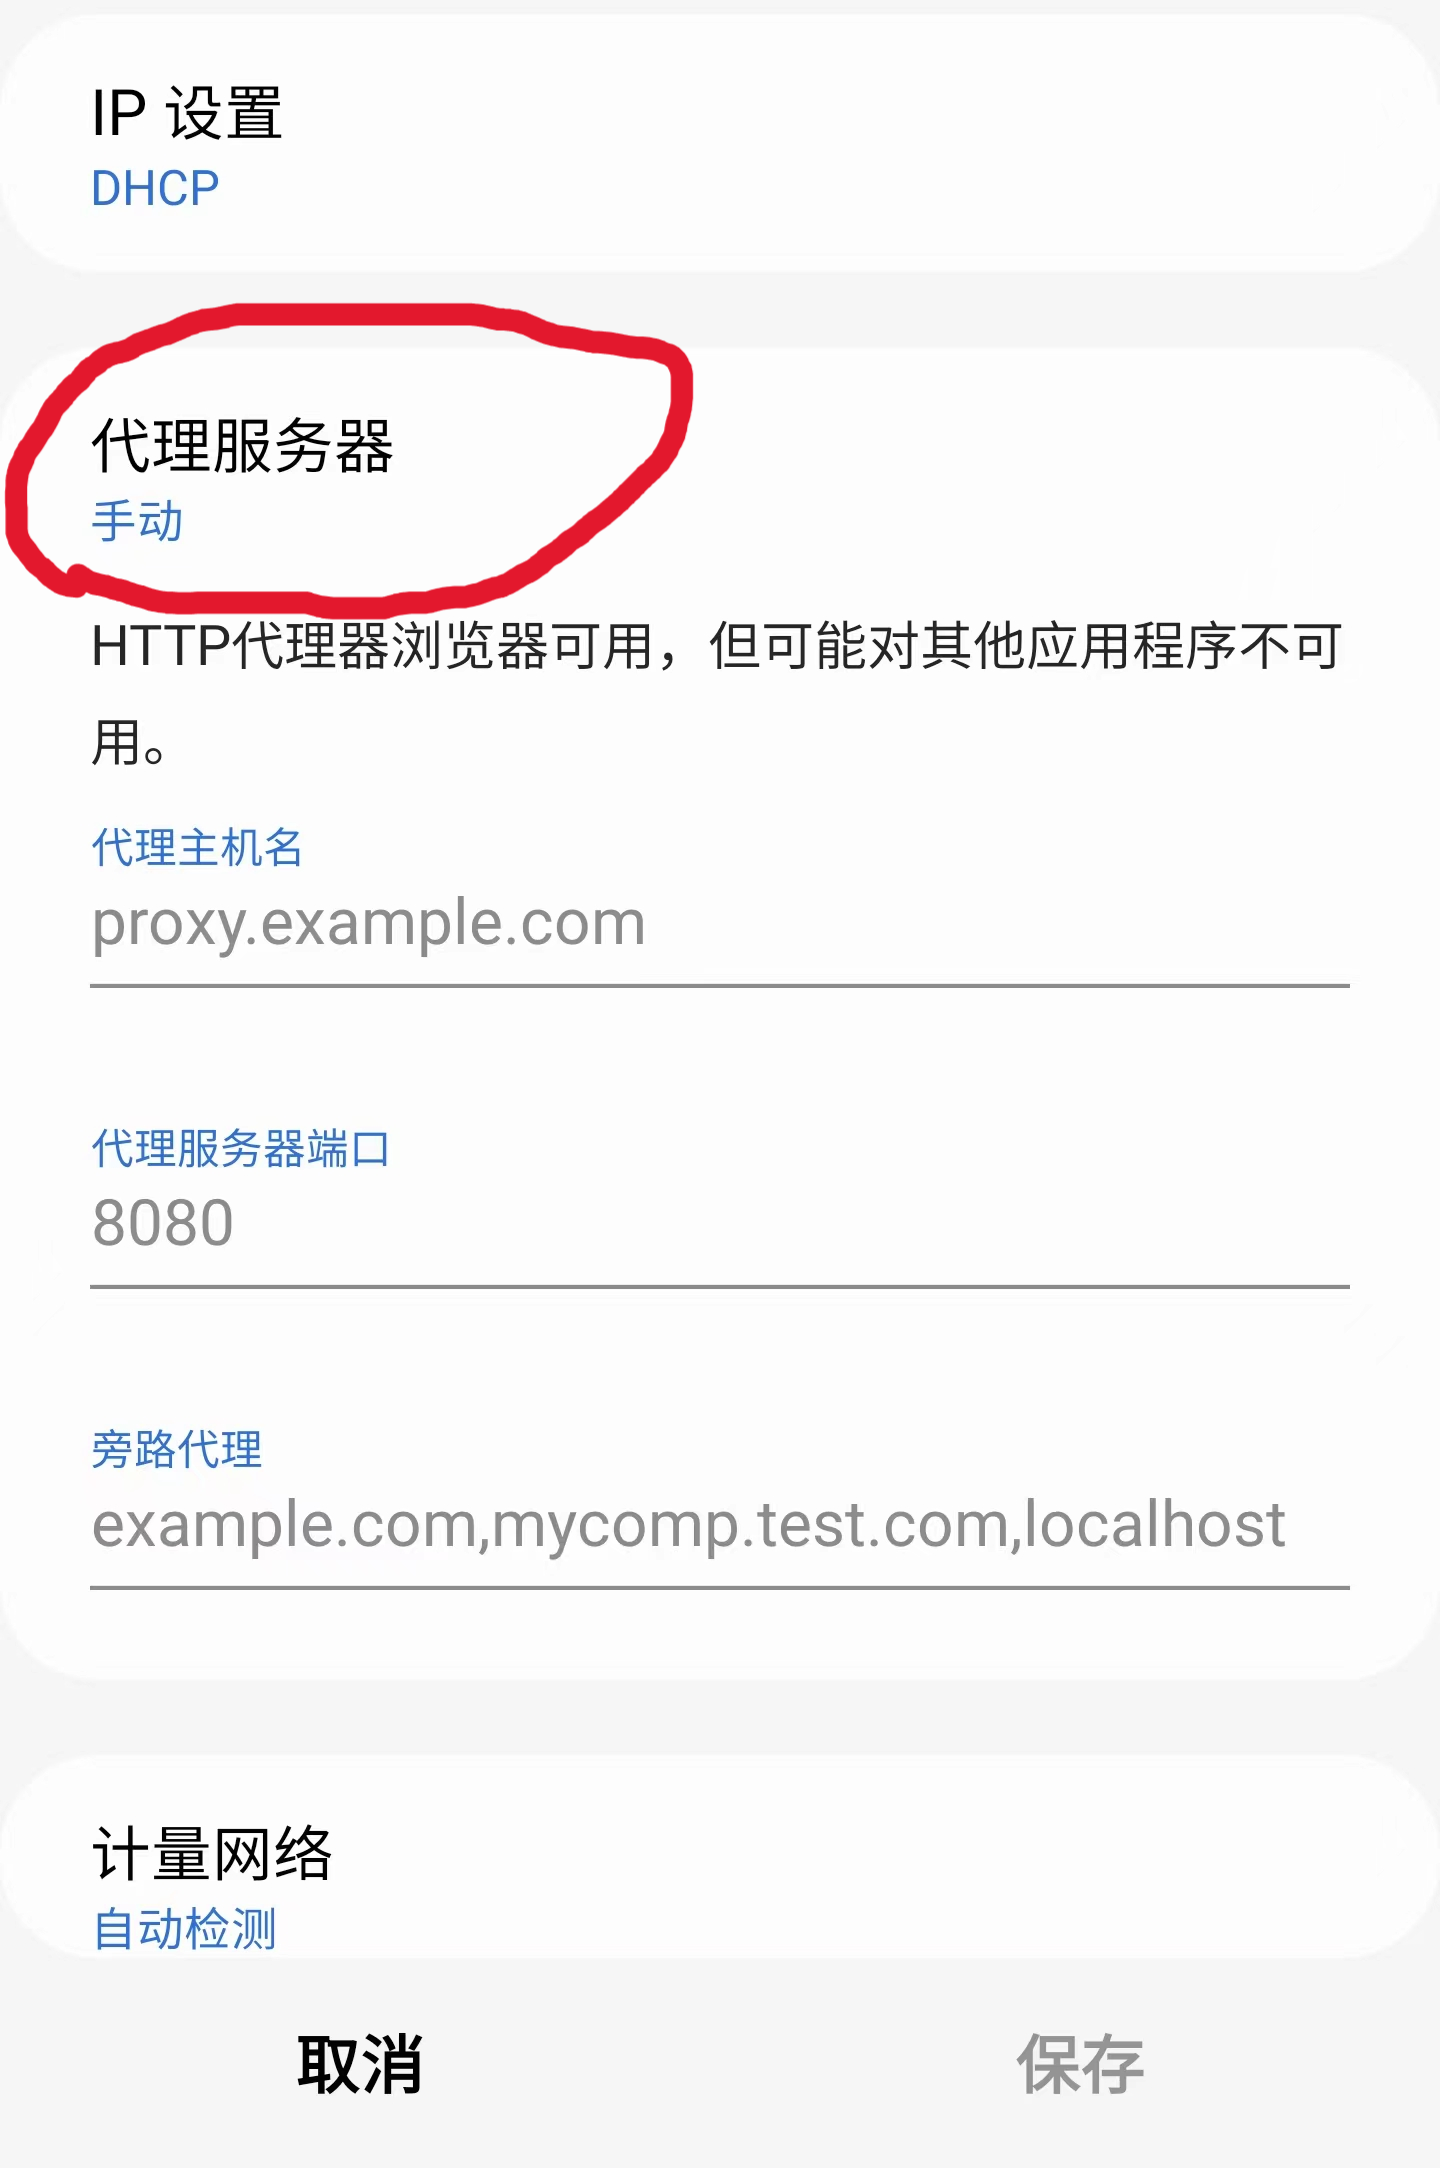 IP 设置
DHCP
代理服务器
手动
HTTP代理器浏览器可用，但可能对其他应用程序不可
用。
代理主机名
proxy.example.com
代理服务器端口
8080
旁路代理
example.com,mycomp.test.com,localhost
计量网络
自动检测
取消
保存